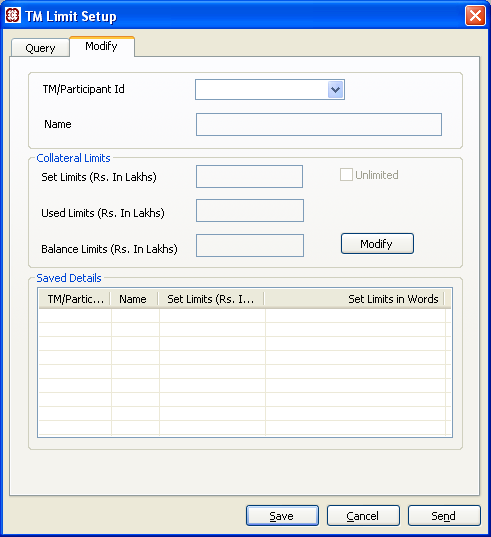 TM Limit Setup
Query Modify
TM/Participant Id
Name
Collateral Limits
Set Limits (Rs. In Lakhs) Unlimited
Used Limits (Rs. In Lakhs)
Balance Limits (Rs. In Lakhs) Modify
Saved Details
TM/Partic... Name Set Limits (Rs. I... Set Limits in Words
Save Cancel Send